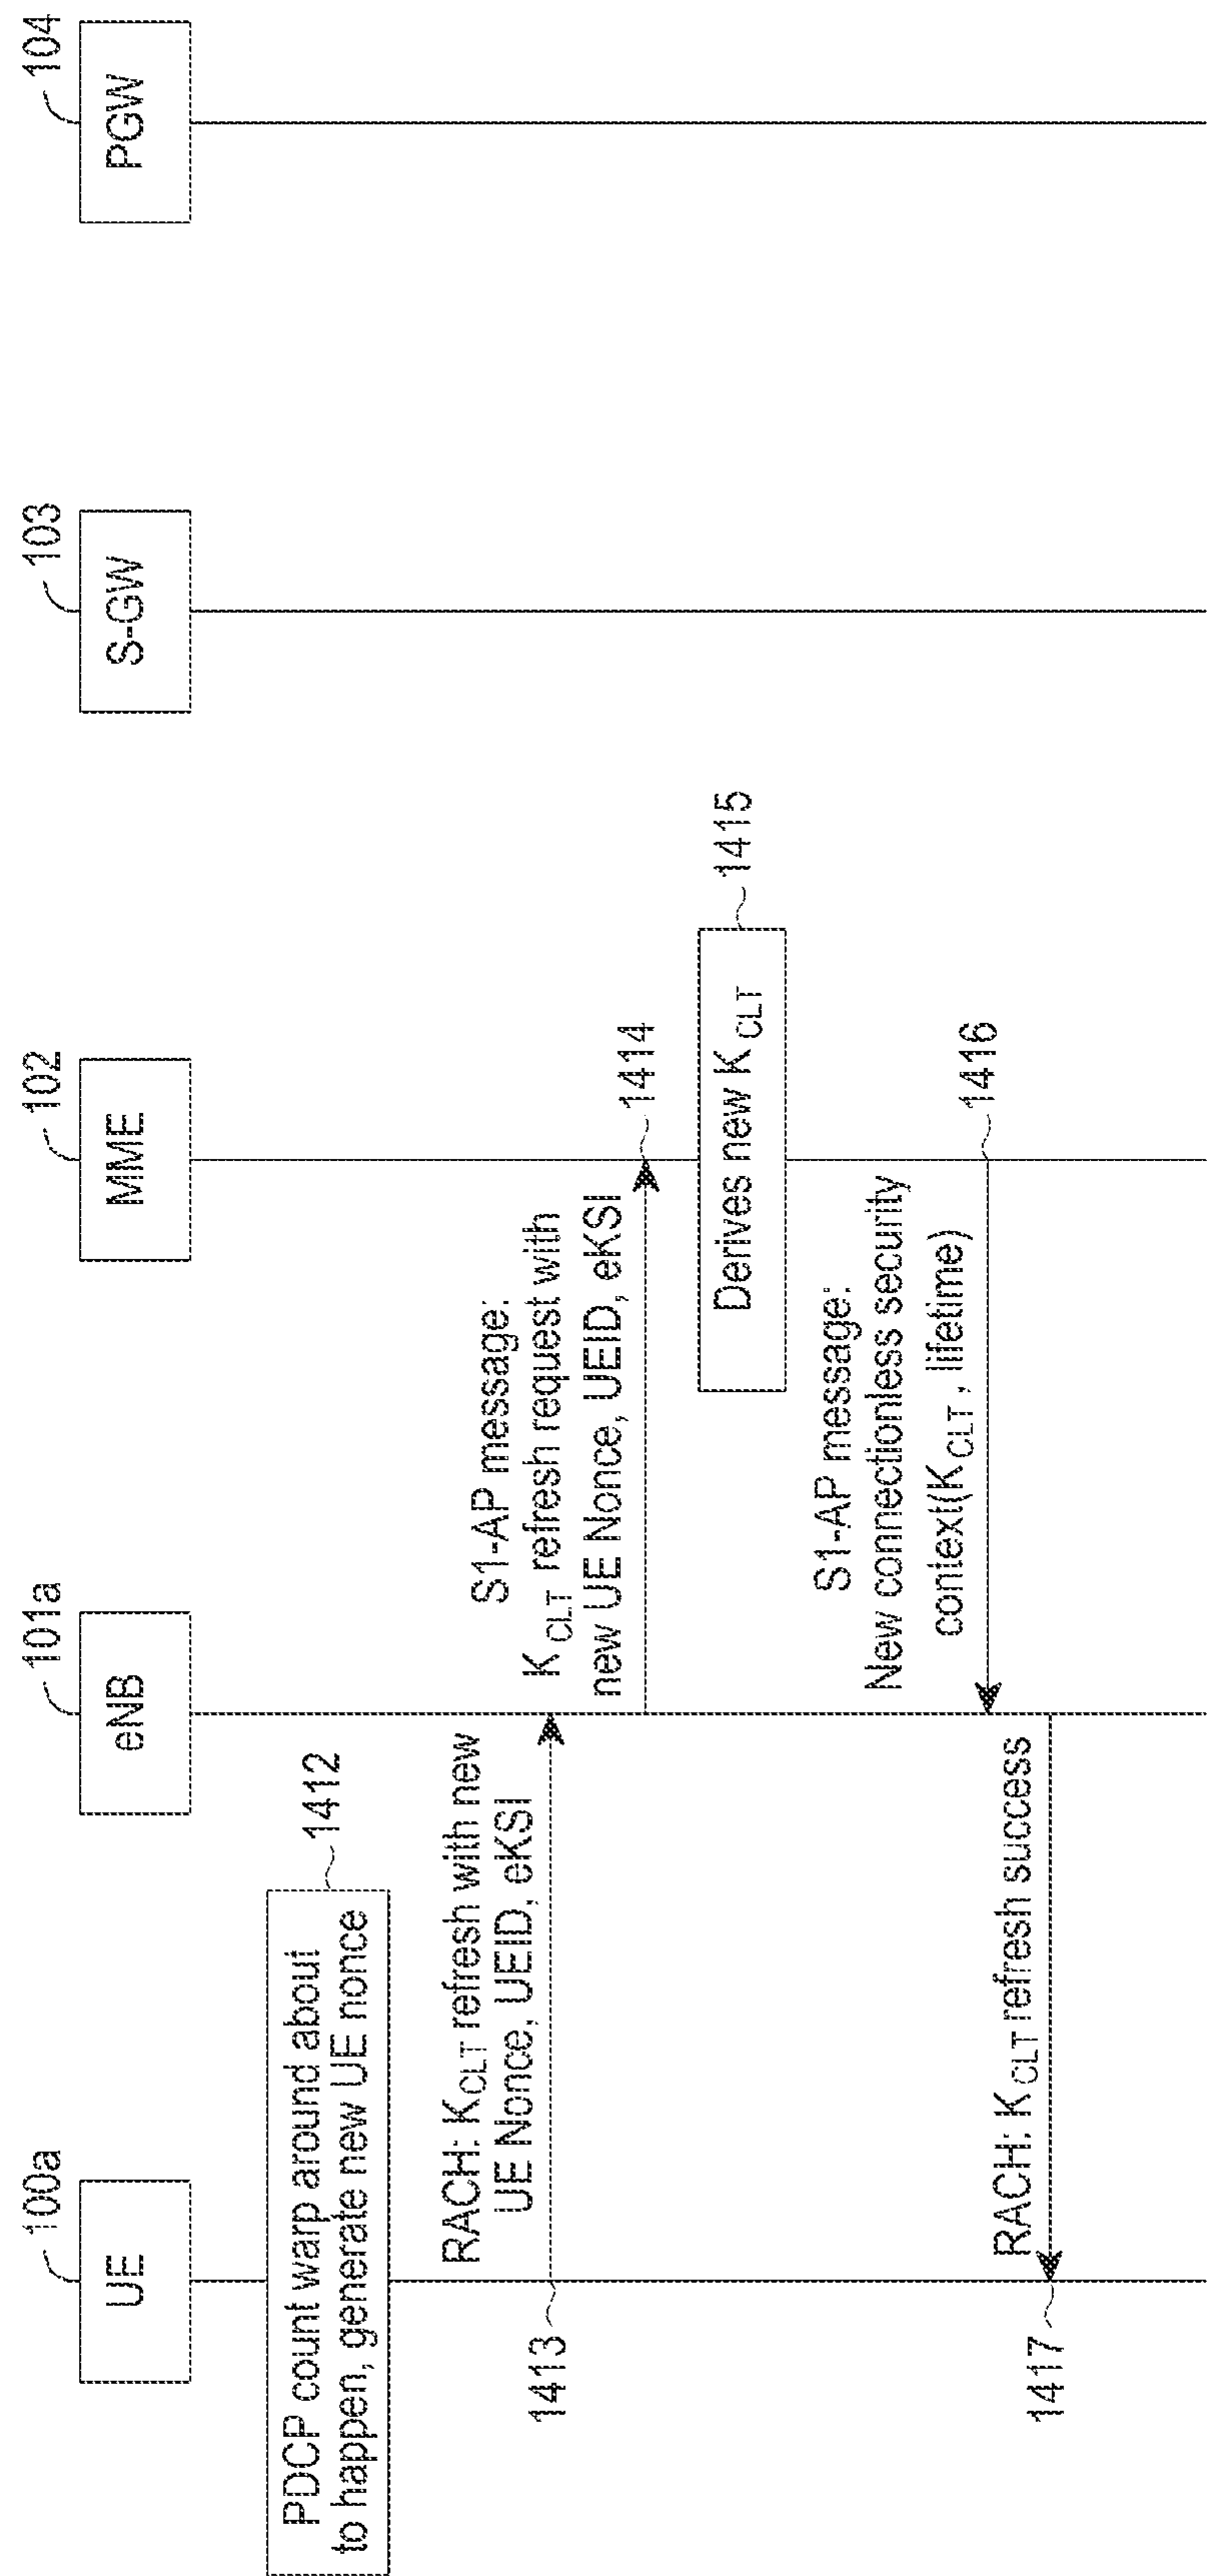 100a
101a
102
103
104
UE
eNB
MME
S-GW
PGW
PDCP count warp around about
to happen, generate new UE nonce
1412
RACH: KCLT refresh with new
UE Nonce, UEID, eKSI
1413
S1-AP message:
KCLT refresh request with
new UE Nonce, UEID, eKSI
1414
Derives new KCLT
1415
S1-AP message:
New connectionless security
context(KCLT, lifetime)
1416
RACH: KCLT refresh success
1417